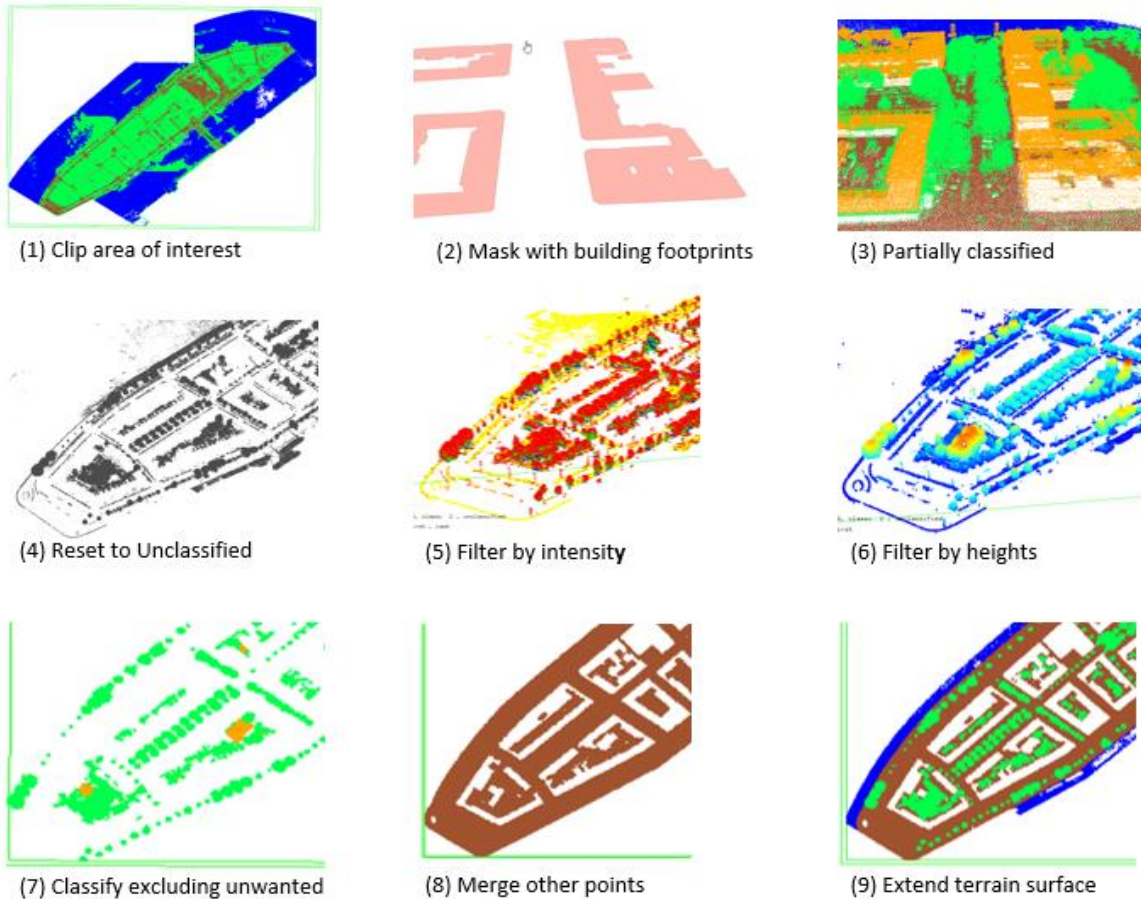 (1) Clip area of interest
(2) Mask with building footprints
(3) Partially classified
(4) Reset to Unclassified
(5) Filter by intensity
(6) Filter by heights
(7) Classify excluding unwanted
(8) Merge other points
(9) Extend terrain surface